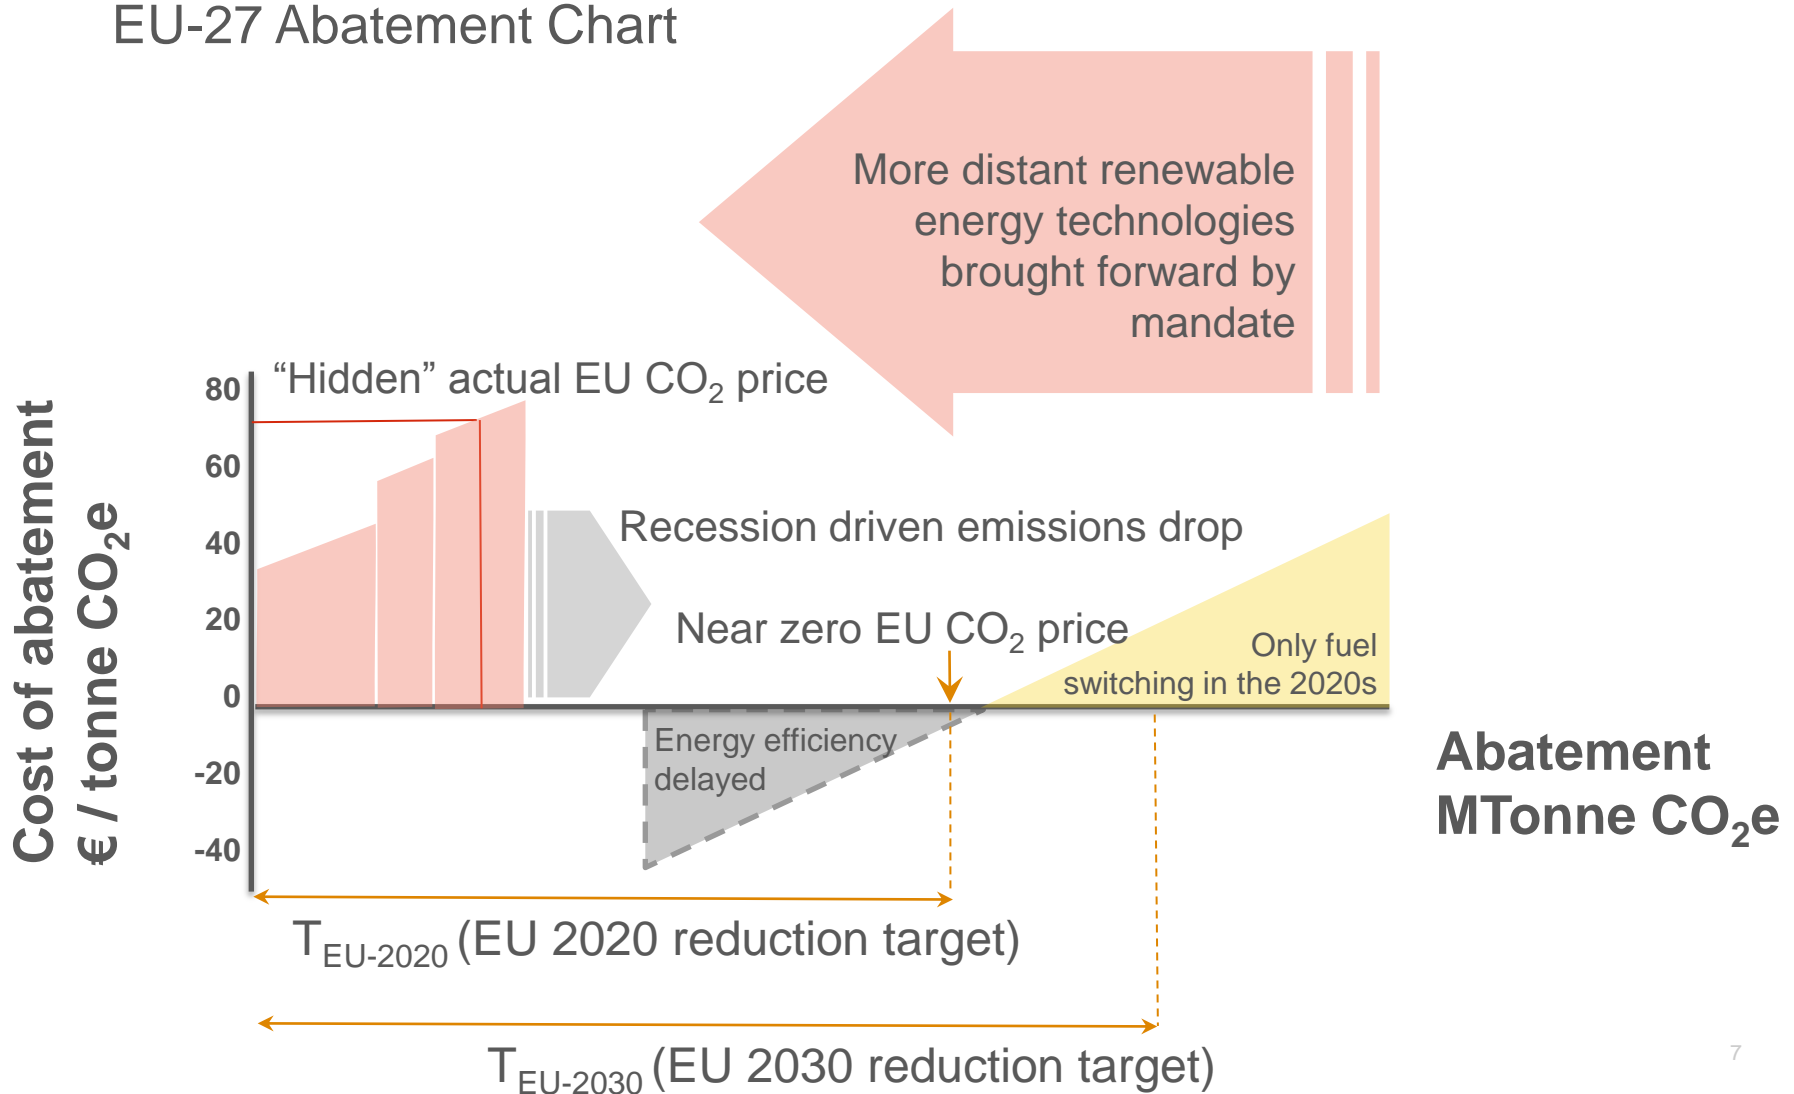 EU-27 Abatement Chart
More distant renewable
energy technologies
brought forward by
mandate
“Hidden” actual EU CO₂ price
80
60
40
20
0
-20
-40
Cost of abatement
€ / tonne CO₂e
Recession driven emissions drop
Near zero EU CO₂ price
Only fuel
switching in the 2020s
Energy efficiency
delayed
Abatement
MTonne CO₂e
T EU-2020 (EU 2020 reduction target)
T EU-2030 (EU 2030 reduction target)
7